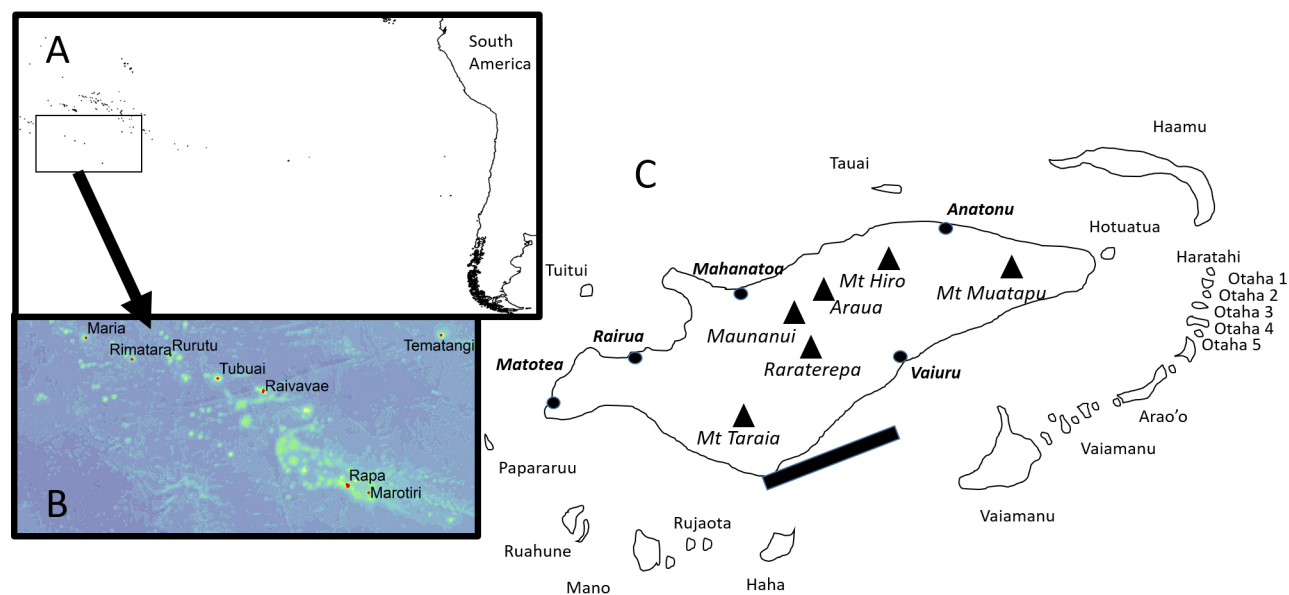 A
South
America
B
Maria
Rimatara
Rurutu
Tubuai
Raivavae
Tematangi
Rapa
Marotiri
C
Haamu
Tauai
Anatonu
Hotuatua
Tuitui
Mahanatoa
Mt Hiro
Mt Muatapu
Araua
Maunanui
Raraterepa
Haratahi
Otaha 1
Otaha 2
Otaha 3
Otaha 4
Otaha 5
Rairua
Matotea
Vaiuru
Mt Taraia
Arao’o
Vaiamanu
Vaiamanu
Papararuu
Ruahune
Rujaota
Mano
Haha